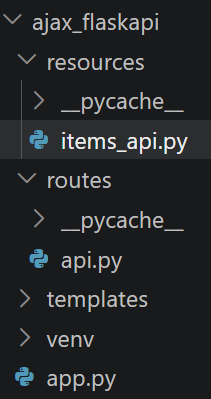 ajax_flaskapi
resources
__pycache__
items_api.py
routes
__pycache__
api.py
templates
venv
app.py